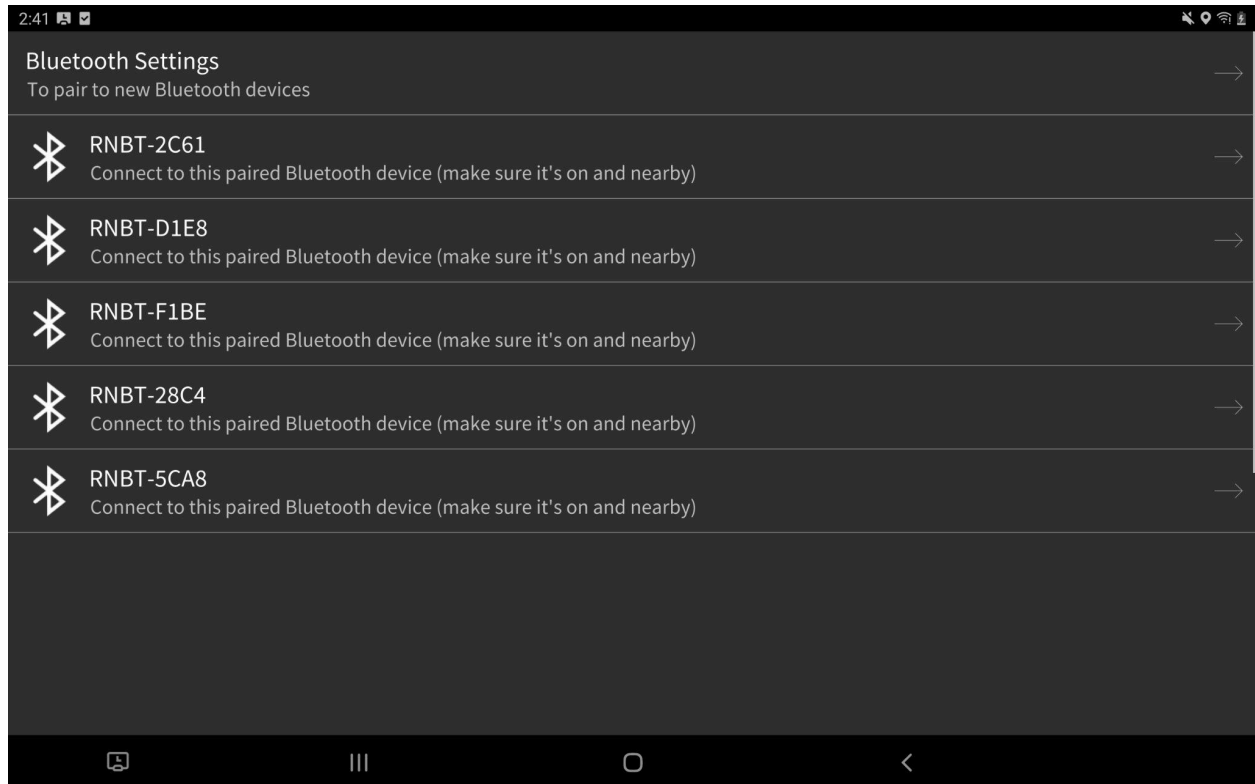 2:41
Bluetooth Settings
To pair to new Bluetooth devices
RNBT-2C61
Connect to this paired Bluetooth device (make sure it's on and nearby)
RNBT-D1E8
Connect to this paired Bluetooth device (make sure it's on and nearby)
RNBT-F1BE
Connect to this paired Bluetooth device (make sure it's on and nearby)
RNBT-28C4
Connect to this paired Bluetooth device (make sure it's on and nearby)
RNBT-5CA8
Connect to this paired Bluetooth device (make sure it's on and nearby)